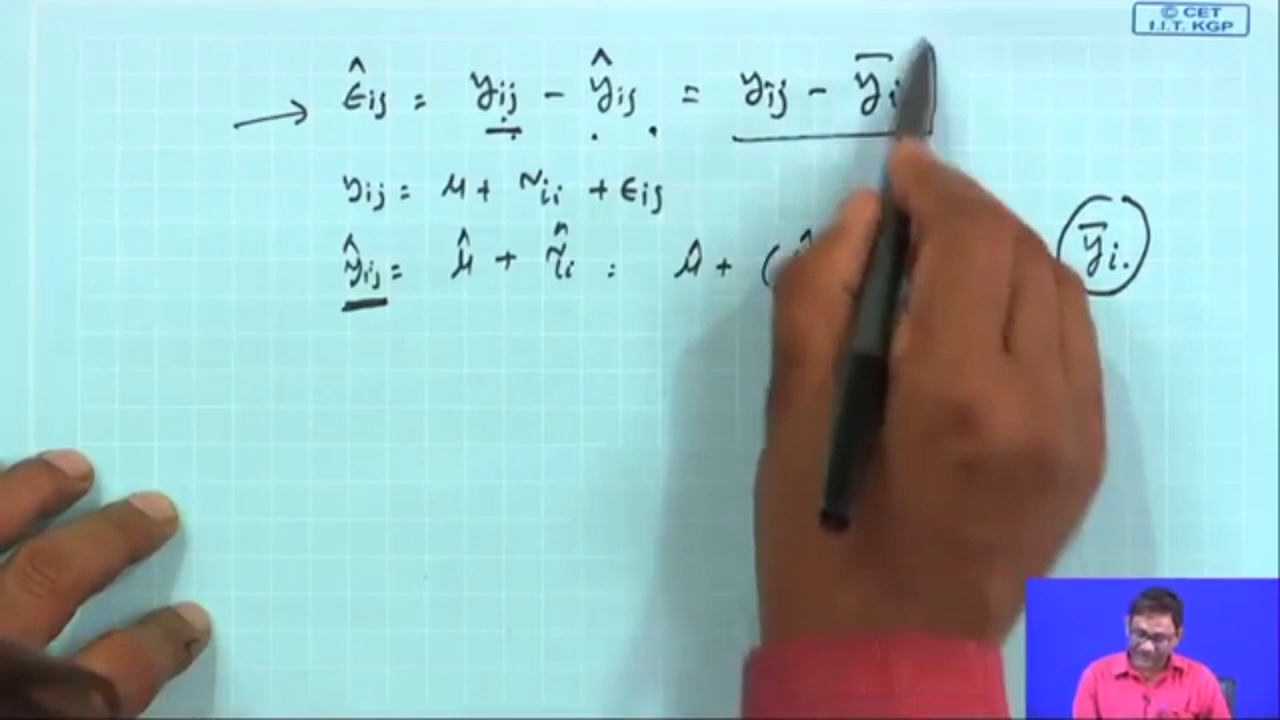 © CET
I.I.T. KGP
ϵ̂ij = yij - ŷij = yij - ȳi
yij = μ + τi + ϵij
ŷij = μ̂ + τ̂i = μ̂ + ( ȳi.